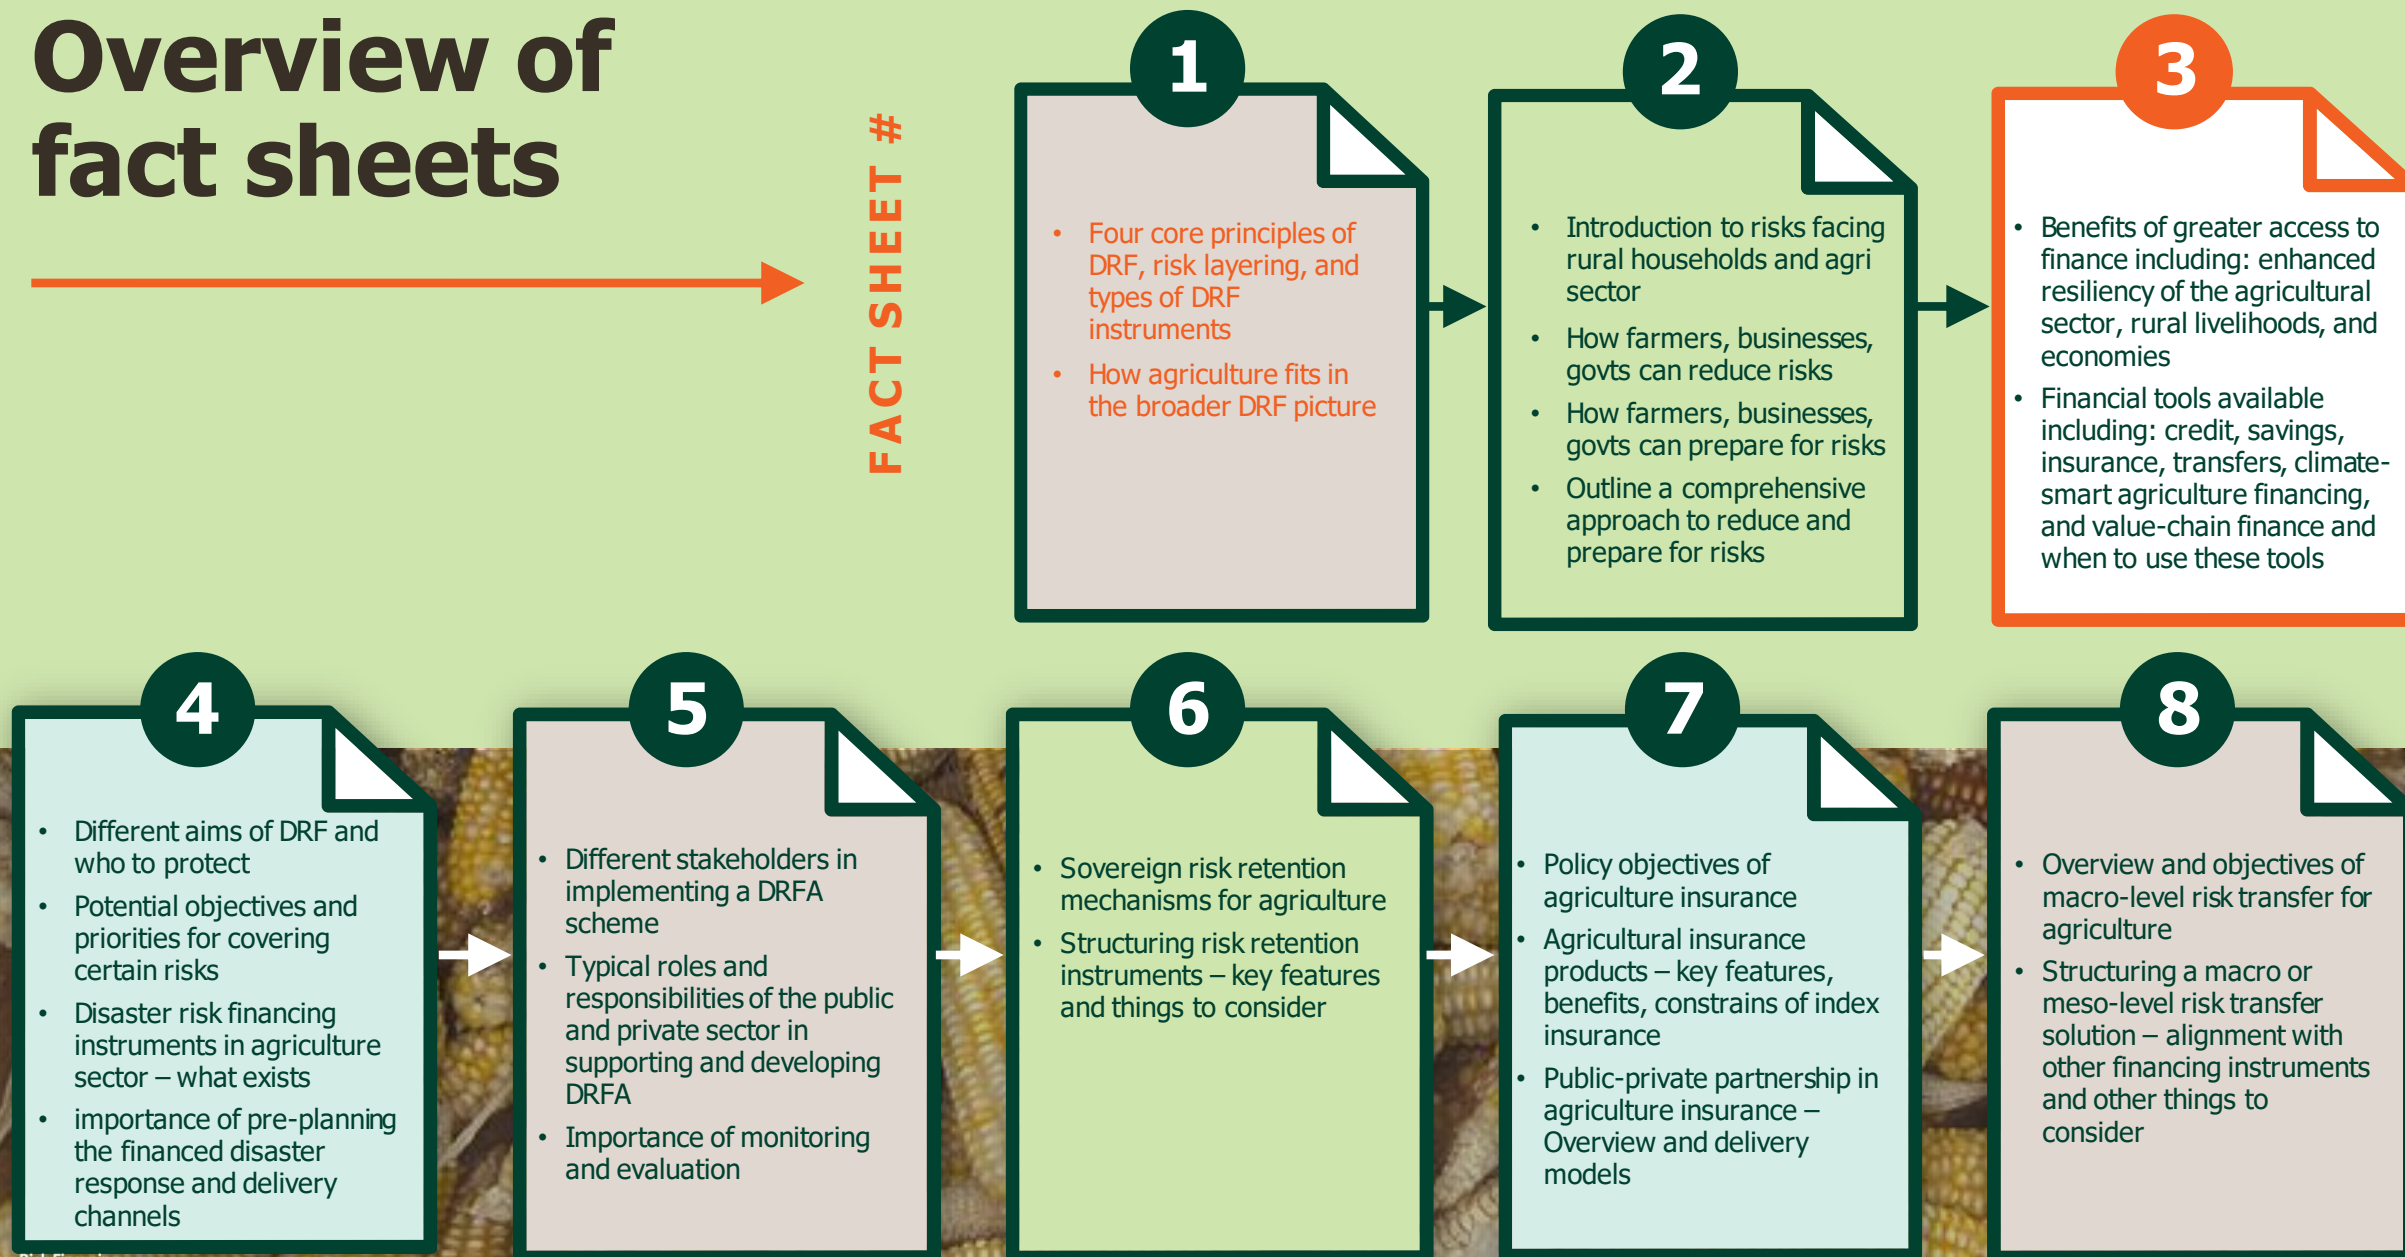 Overview of
fact sheets
FACT SHEET #
1
• Four core principles of
DRF, risk layering, and
types of DRF
instruments
• How agriculture fits in
the broader DRF picture
2
• Introduction to risks facing
rural households and agri
sector
• How farmers, businesses,
govts can reduce risks
• How farmers, businesses,
govts can prepare for risks
• Outline a comprehensive
approach to reduce and
prepare for risks
3
• Benefits of greater access to
finance including: enhanced
resiliency of the agricultural
sector, rural livelihoods, and
economies
• Financial tools available
including: credit, savings,
insurance, transfers, climate-
smart agriculture financing,
and value-chain finance and
when to use these tools
4
• Different aims of DRF and
who to protect
• Potential objectives and
priorities for covering
certain risks
• Disaster risk financing
instruments in agriculture
sector – what exists
• importance of pre-planning
the financed disaster
response and delivery
channels
5
• Different stakeholders in
implementing a DRFA
scheme
• Typical roles and
responsibilities of the public
and private sector in
supporting and developing
DRFA
• Importance of monitoring
and evaluation
6
• Sovereign risk retention
mechanisms for agriculture
• Structuring risk retention
instruments – key features
and things to consider
7
• Policy objectives of
agriculture insurance
• Agricultural insurance
products – key features,
benefits, constrains of index
insurance
• Public-private partnership in
agriculture insurance –
Overview and delivery
models
8
• Overview and objectives of
macro-level risk transfer for
agriculture
• Structuring a macro or
meso-level risk transfer
solution – alignment with
other financing instruments
and other things to
consider